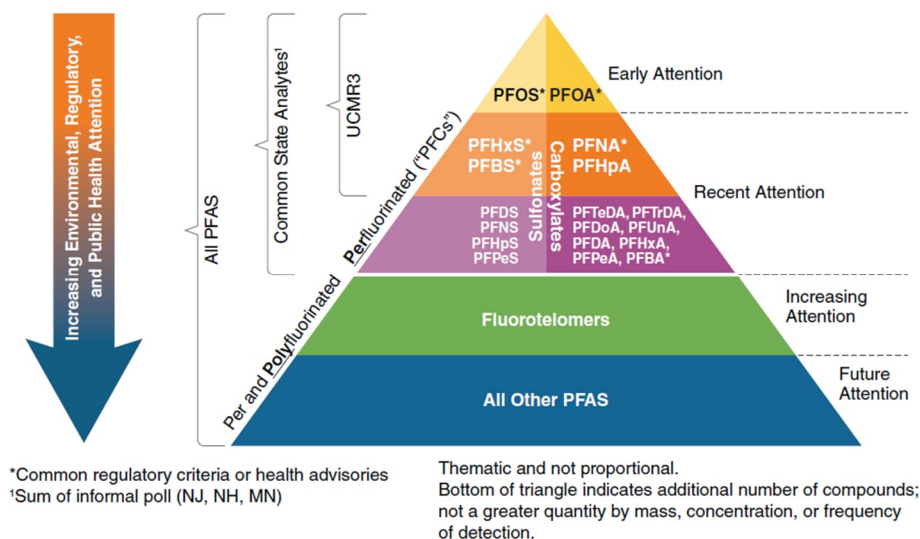 Increasing Environmental, Regulatory,
and Public Health Attention
All PFAS
Common State Analytes¹
UCMR3
Perfluorinated (“PFCs”)
Per and Polyfluorinated
PFOS* PFOA*
Early Attention
PFHxS*
PFBS*
Sulfonates
Carboxylates
PFNA*
PFHpA
Recent Attention
PFDS
PFNS
PFHpS
PFPeS
PFTeDA, PFTrDA,
PFDoA, PFUnA,
PFDA, PFHxA,
PFPeA, PFBA*
Fluorotelomers
Increasing
Attention
All Other PFAS
Future
Attention
*Common regulatory criteria or health advisories
¹Sum of informal poll (NJ, NH, MN)
Thematic and not proportional.
Bottom of triangle indicates additional number of compounds;
not a greater quantity by mass, concentration, or frequency
of detection.